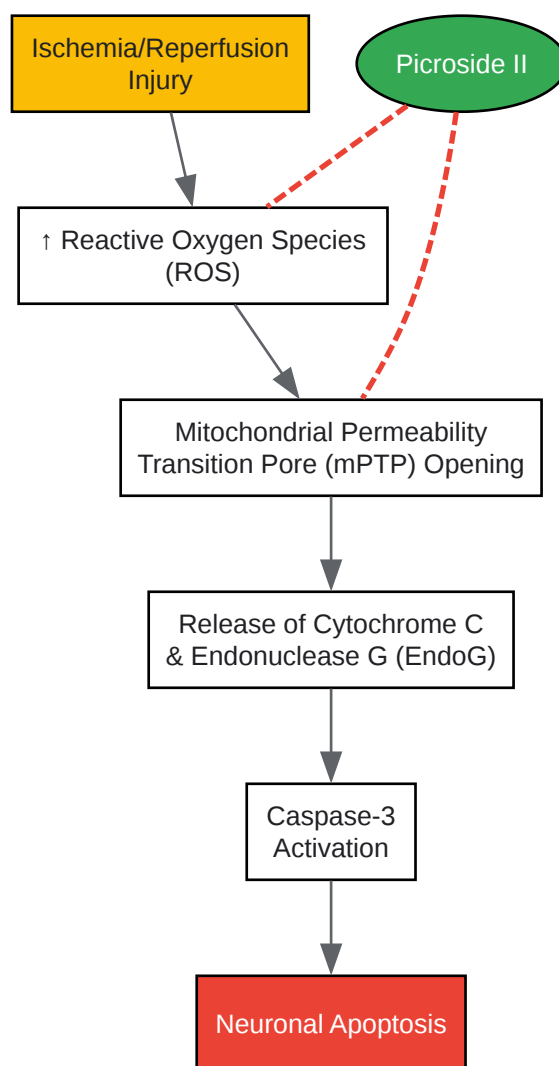 Ischemia/Reperfusion
Injury
Picroside II
↑ Reactive Oxygen Species
(ROS)
Mitochondrial Permeability
Transition Pore (mPTP) Opening
Release of Cytochrome C
& Endonuclease G (EndoG)
Caspase-3
Activation
Neuronal Apoptosis